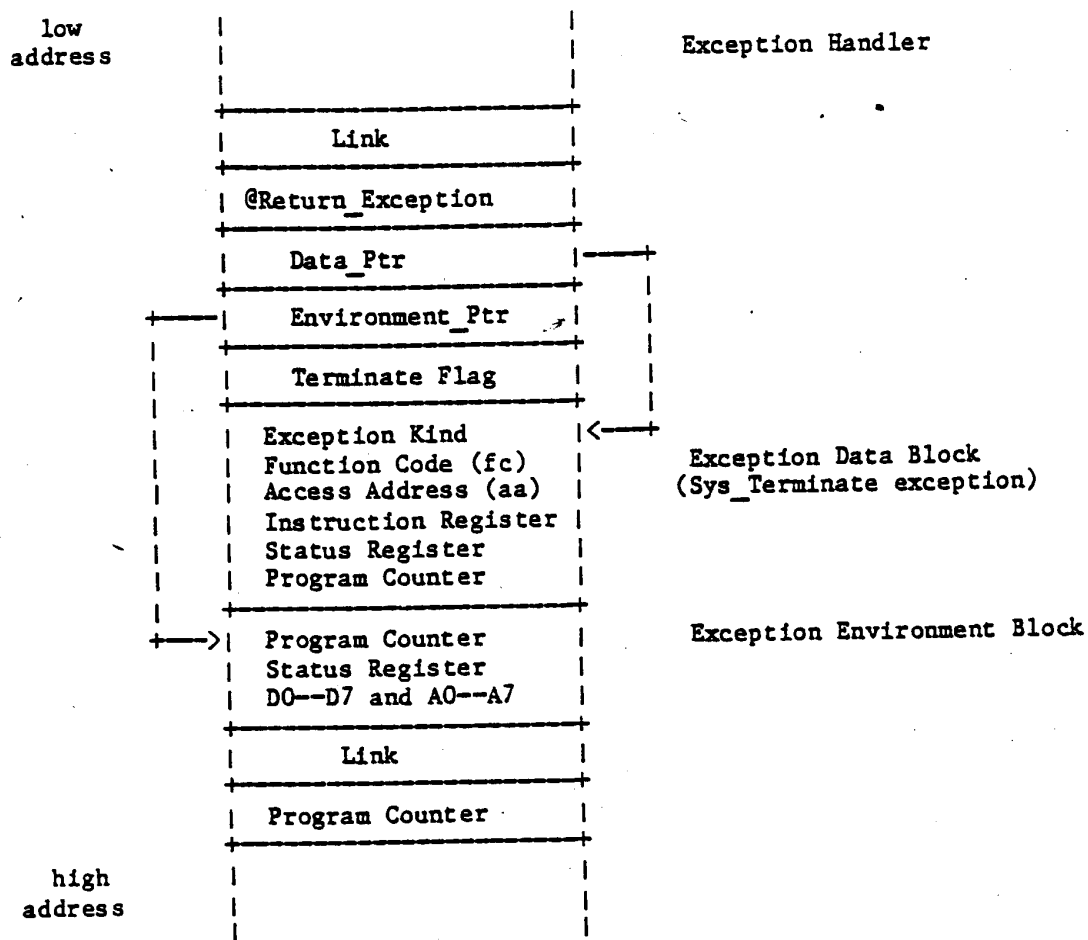 low
address
Exception Handler
Link
@Return_Exception
Data_Ptr
Environment_Ptr
Terminate Flag
Exception Kind
Function Code (fc)
Access Address (aa)
Instruction Register
Status Register
Program Counter
Exception Data Block
(Sys_Terminate exception)
Program Counter
Status Register
D0--D7 and A0--A7
Exception Environment Block
Link
Program Counter
high
address